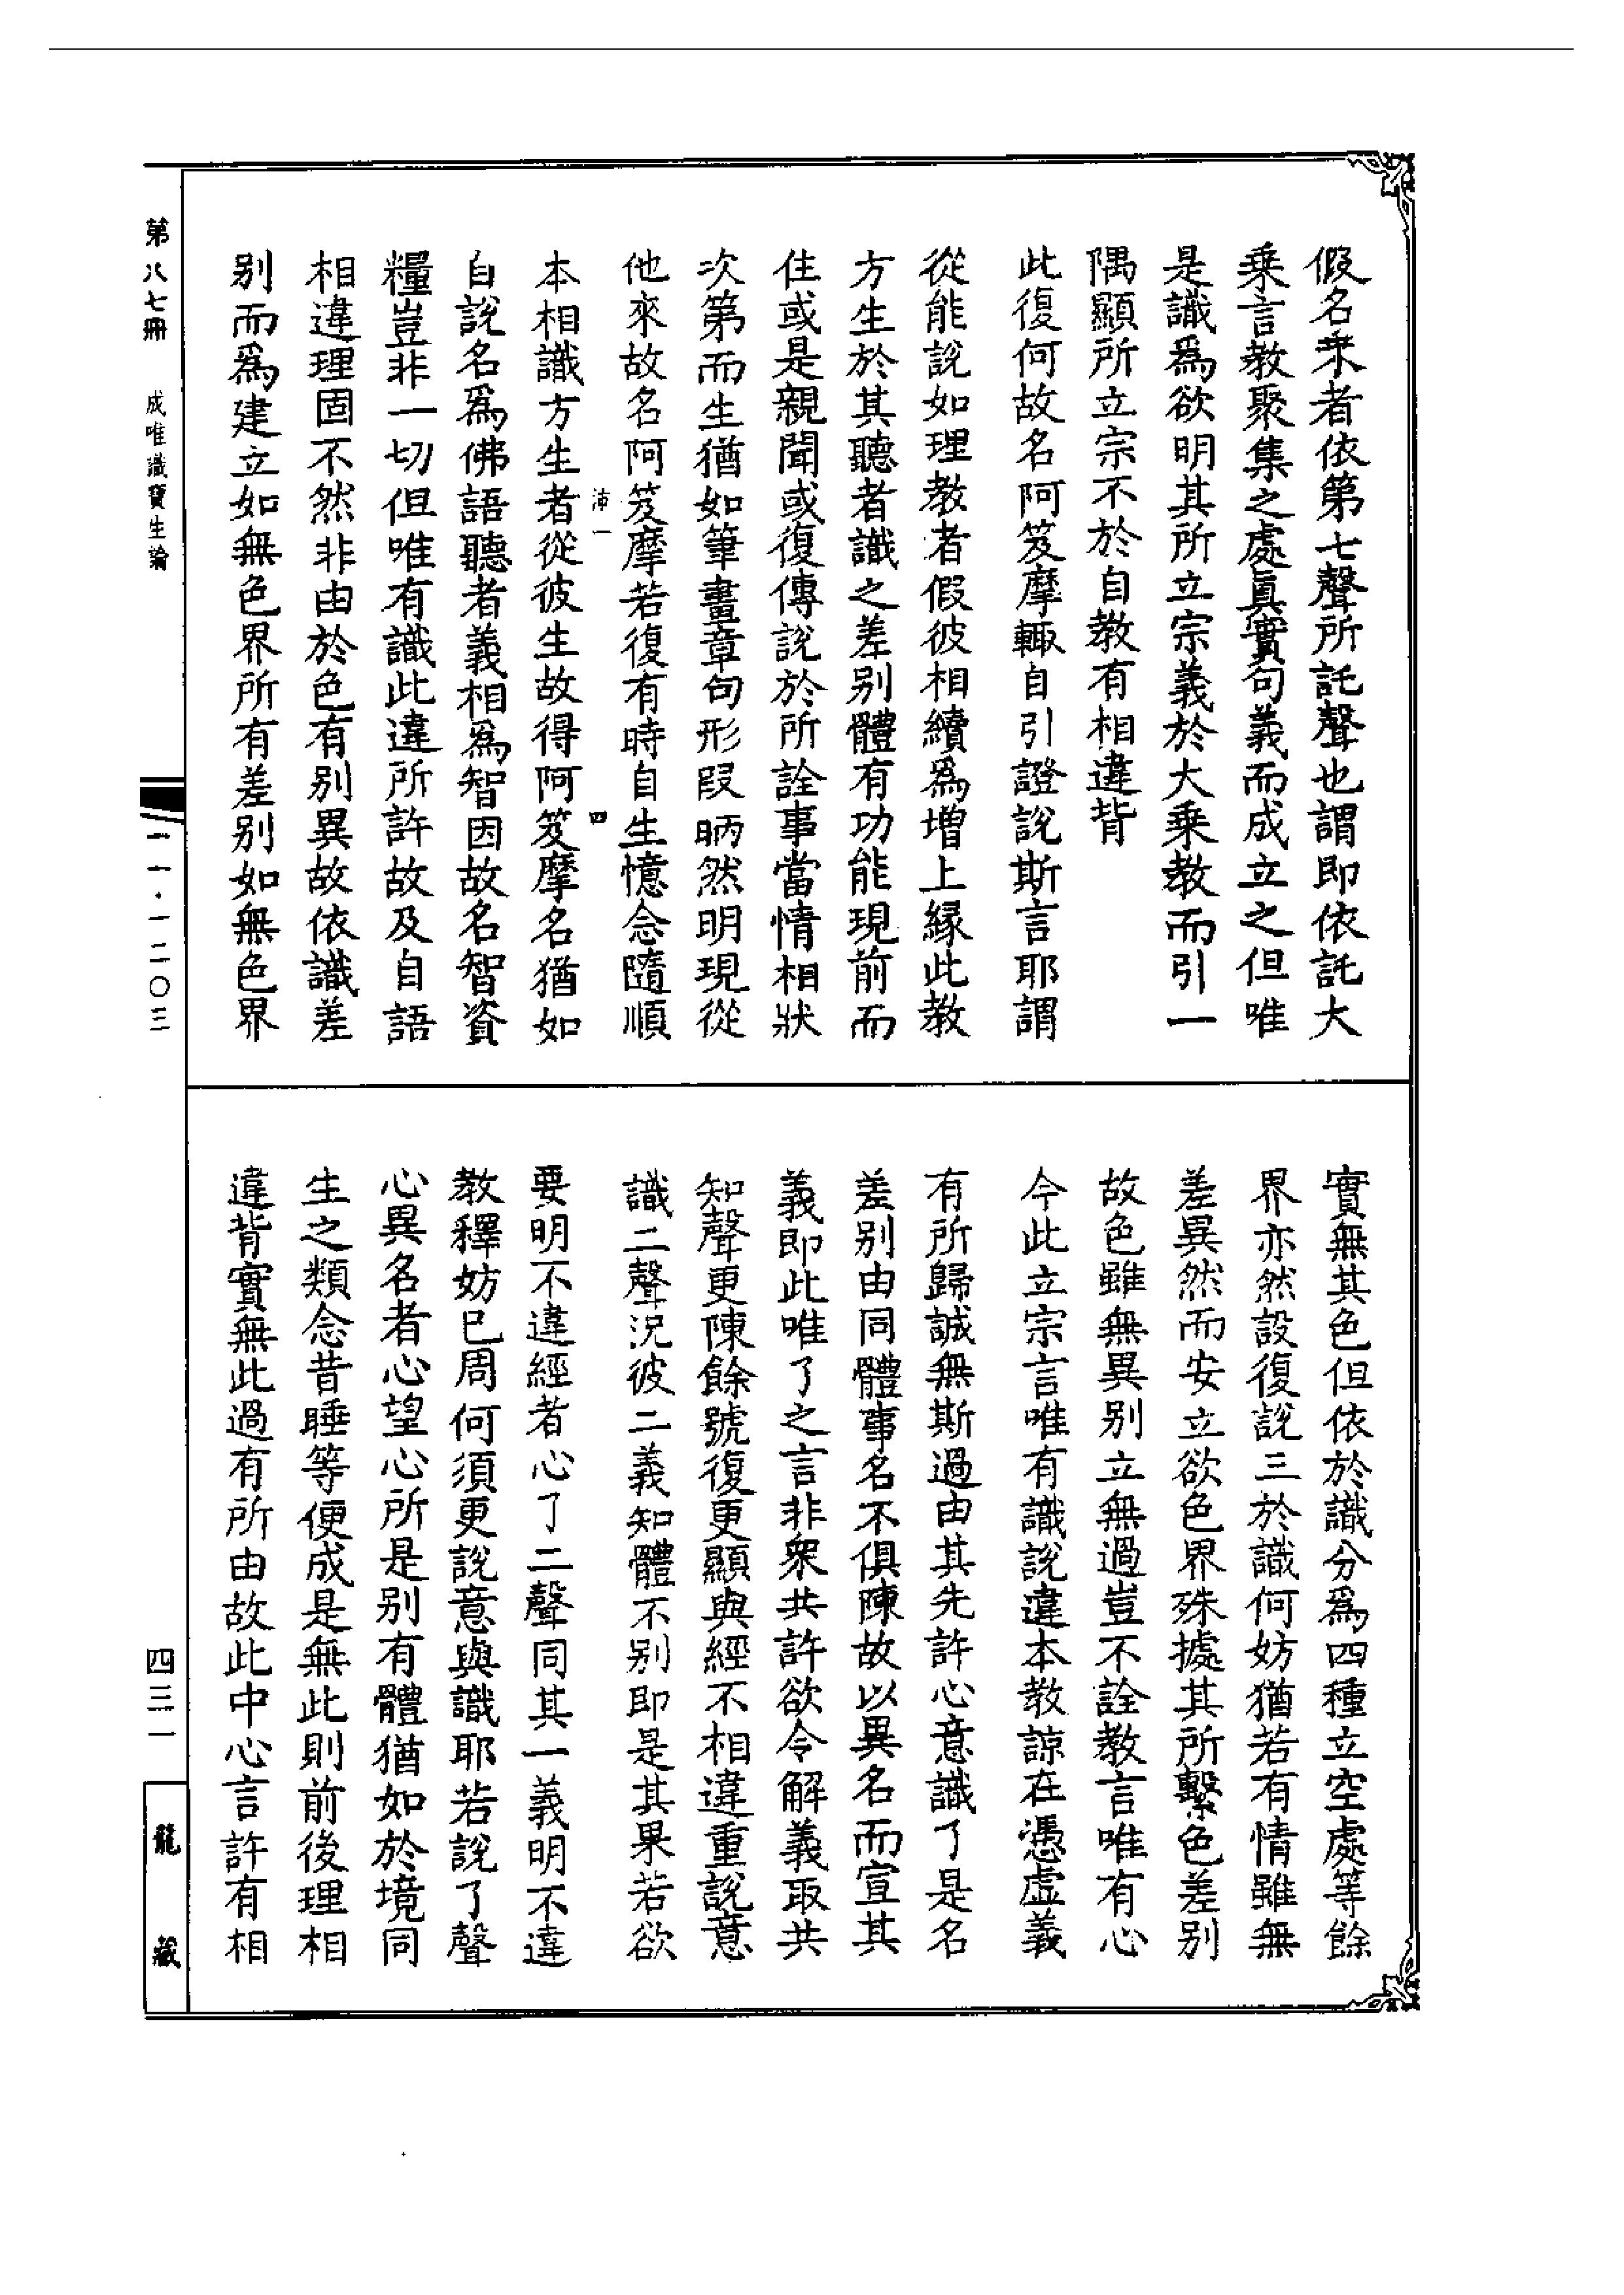 假名乘者依第七聲所託聲也謂即依託大
乘言教聚集之處真實句義而成立之但唯
是識爲欲明其所立宗義於大乘教而引一
隅顯所立宗不於自教有相違背
此復何故名阿笈摩輒自引證說斯言耶謂
從能說如理教者假彼相續爲增上緣此教
方生於其聽者識之差別體有功能現前而
住或是親聞或復傳說於所詮事當情相狀
次第而生猶如筆畫章句形段昞然明現從
他來故名阿笈摩若復有時自生憶念隨順
沛一
四
本相識方生者從彼生故得阿笈摩名猶如
自說名爲佛語聽者義相爲智因故名智資
糧豈非一切但唯有識此違所許故及自語
相違理固不然非由於色有別異故依識差
別而爲建立如無色界所有差別如無色界
實無其色但依於識分爲四種立空處等餘
界亦然設復說三於識何妨猶若有情雖無
差異然而安立欲色界殊據其所繫色差別
故色雖無異別立無過豈不詮教言唯有心
今此立宗言唯有識說違本教諒在憑虛義
有所歸誠無斯過由其先許心意識了是名
差別由同體事名不俱陳故以異名而宣其
義即此唯了之言非衆共許欲令解義取共
知聲更陳餘號復更顯與經不相違重說意
識二聲況彼二義知體不別即是其果若欲
要明不違經者心了二聲同其一義明不違
教釋妨已周何須更說意與識耶若說了聲
心異名者心望心所是別有體猶如於境同
生之類念昔睡等便成是無此則前後理相
違背實無此過有所由故此中心言許有相
第八七冊
成唯識寶生論
一一·一二〇三
四三一
龍藏